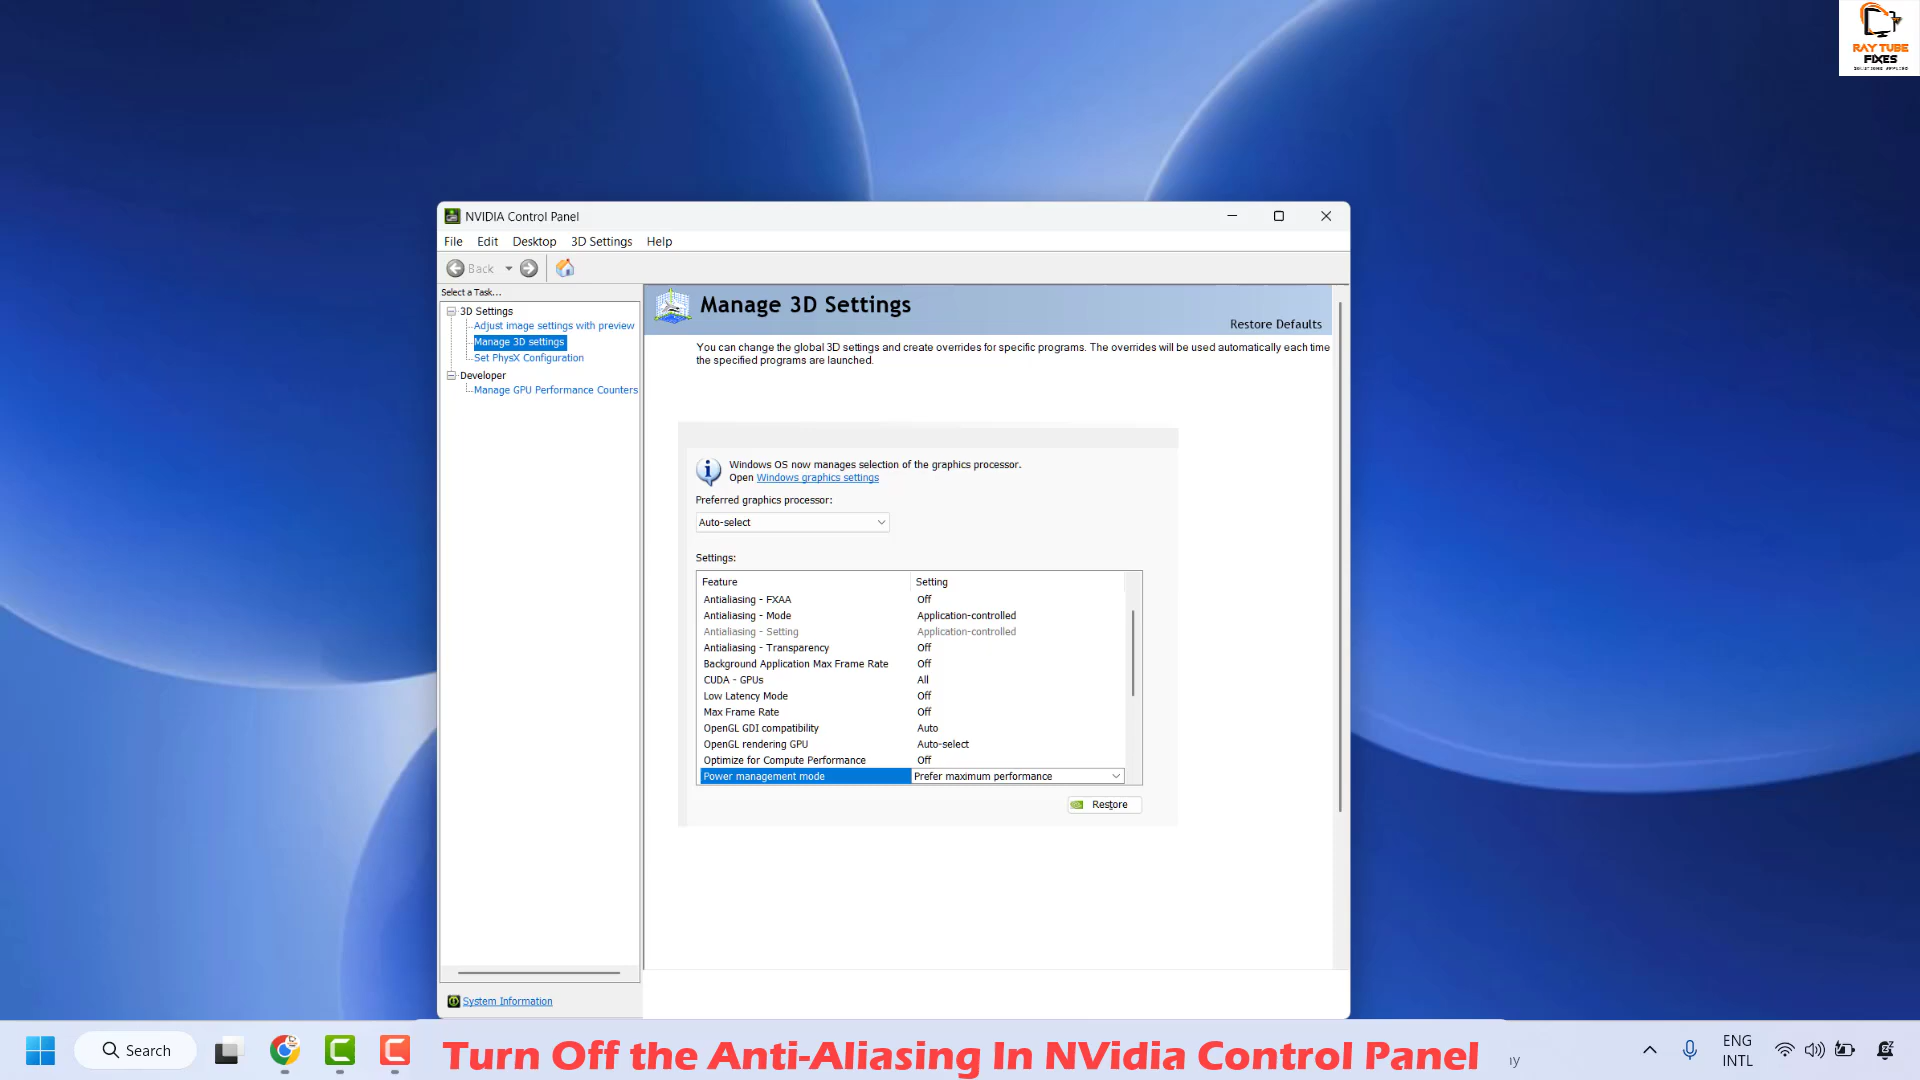 RAY TUBE
FIXES
SOLUTIONS APPLIED
NVIDIA Control Panel
File Edit Desktop 3D Settings Help
Back
Select a Task...
3D Settings
Adjust image settings with preview
Manage 3D settings
Set PhysX Configuration
Developer
Manage GPU Performance Counters
System Information
Manage 3D Settings
Restore Defaults
You can change the global 3D settings and create overrides for specific programs. The overrides will be used automatically each time
the specified programs are launched.
Windows OS now manages selection of the graphics processor.
Open Windows graphics settings
Preferred graphics processor:
Auto-select
Settings:
Feature Setting
Antialiasing - FXAA Off
Antialiasing - Mode Application-controlled
Antialiasing - Setting Application-controlled
Antialiasing - Transparency Off
Background Application Max Frame Rate Off
CUDA - GPUs All
Low Latency Mode Off
Max Frame Rate Off
OpenGL GDI compatibility Auto
OpenGL rendering GPU Auto-select
Optimize for Compute Performance Off
Power management mode Prefer maximum performance
Restore
Search
Turn Off the Anti-Aliasing In NVidia Control Panel
ay
ENG
INTL